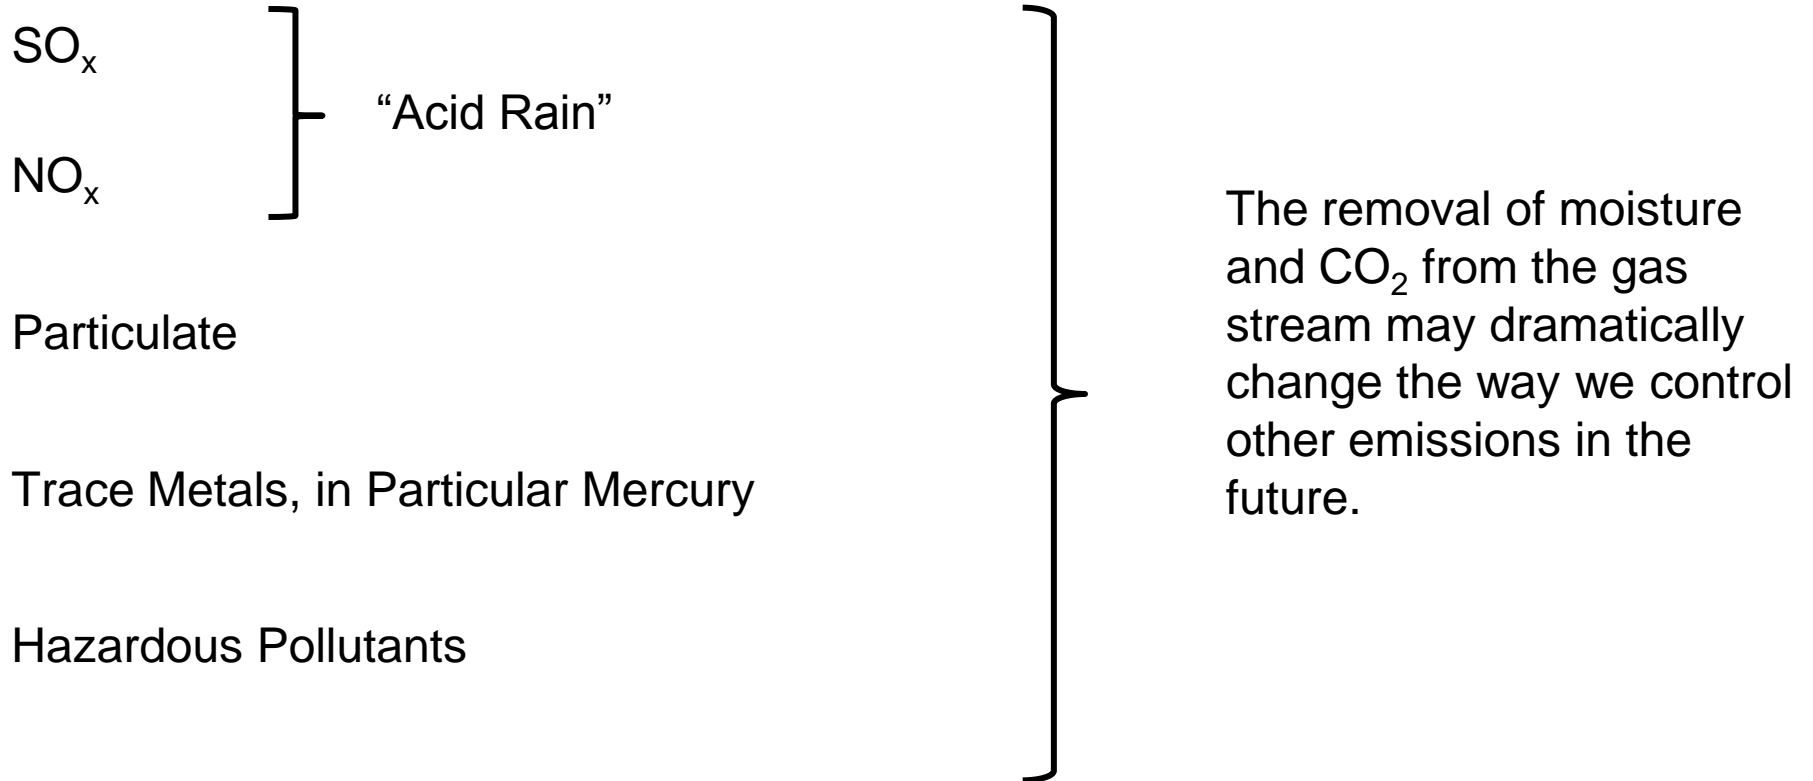 SOx
“Acid Rain”
NOx
Particulate
Trace Metals, in Particular Mercury
Hazardous Pollutants
The removal of moisture
and CO2 from the gas
stream may dramatically
change the way we control
other emissions in the
future.